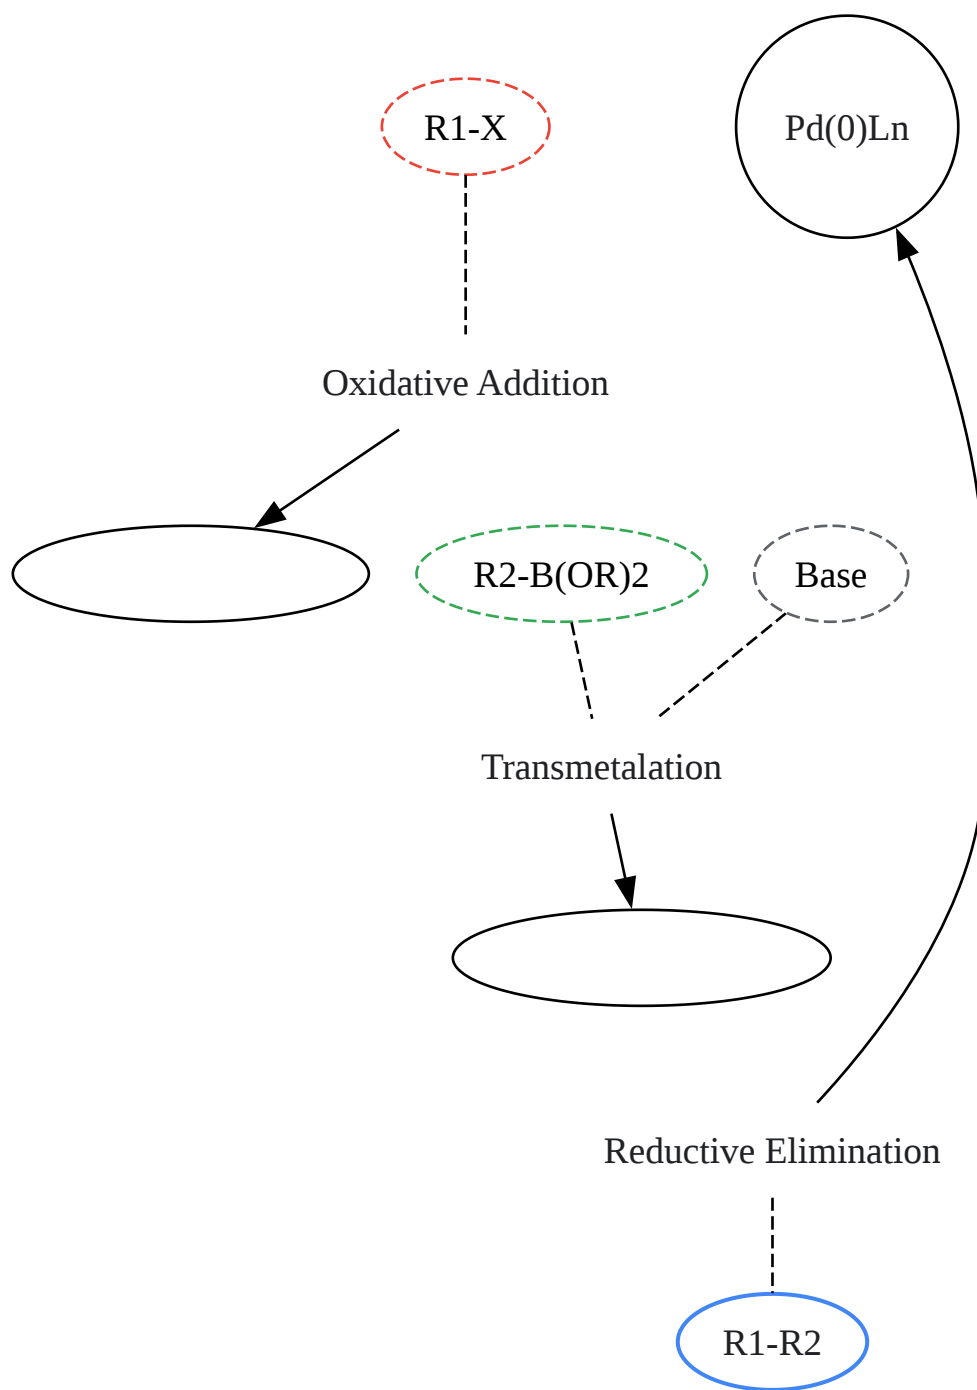 R1-X
Pd(0)Ln
Oxidative Addition
R2-B(OR)2
Base
Transmetalation
Reductive Elimination
R1-R2